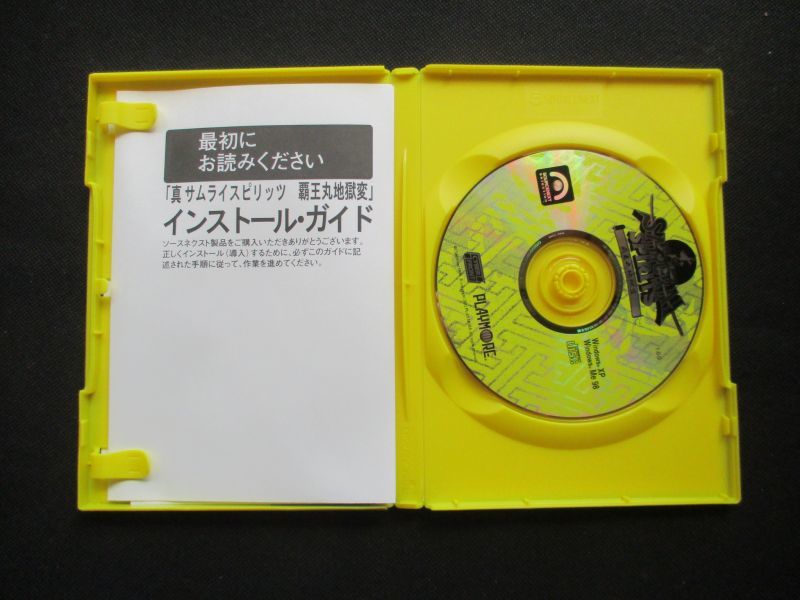 最初に
お読みください
「真 サムライスピリッツ 覇王丸地獄変」
インストール・ガイド
ソースネクスト製品をご購入いただきありがとうございます。
正しくインストール(導入)するために、必ずこのガイドに記
述された手順に従って、作業を進めてください。
SOURCENEXT
SAMURAI
SPIRITS
PLAYMORE
Windows XP
Windows Me 98
disc